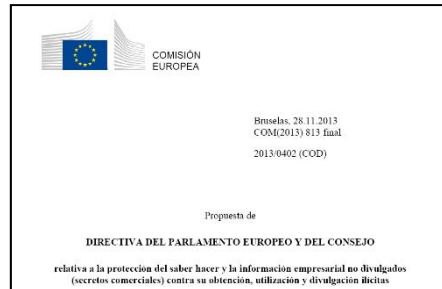 COMISIÓN
EUROPEA
Bruselas, 28.11.2013
COM(2013) 813 final
2013/0402 (COD)
Propuesta de
DIRECTIVA DEL PARLAMENTO EUROPEO Y DEL CONSEJO
relativa a la protección del saber hacer y la información empresarial no divulgados
(secretos comerciales) contra su obtención, utilización y divulgación ilícitas